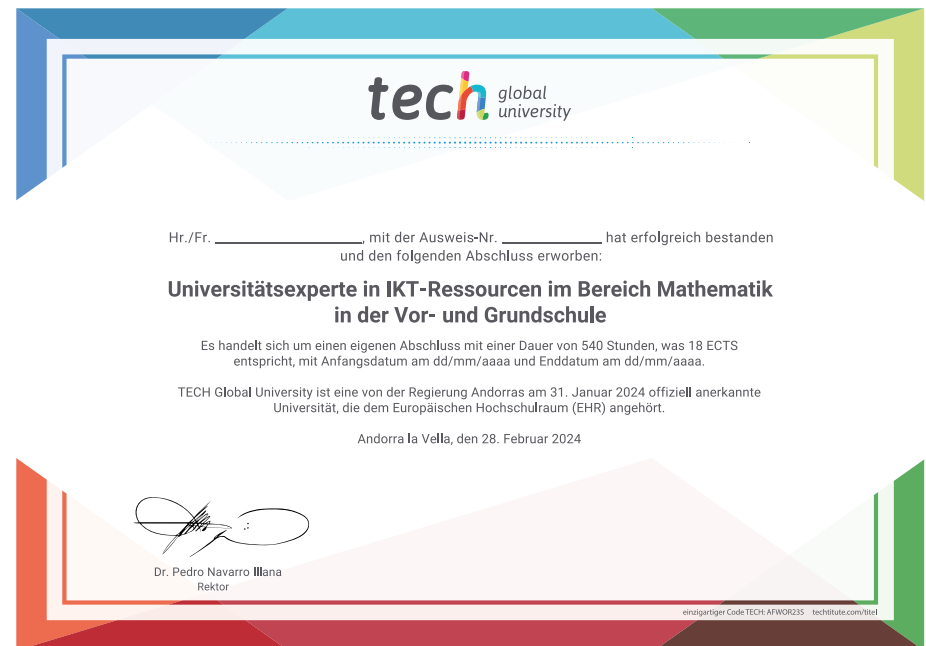 tech global university
Hr./Fr. ____________________, mit der Ausweis-Nr. ______________ hat erfolgreich bestanden
und den folgenden Abschluss erworben:
Universitätsexperte in IKT-Ressourcen im Bereich Mathematik
in der Vor- und Grundschule
Es handelt sich um einen eigenen Abschluss mit einer Dauer von 540 Stunden, was 18 ECTS
entspricht, mit Anfangsdatum am dd/mm/aaaa und Enddatum am dd/mm/aaaa.
TECH Global University ist eine von der Regierung Andorras am 31. Januar 2024 offiziell anerkannte
Universität, die dem Europäischen Hochschulraum (EHR) angehört.
Andorra la Vella, den 28. Februar 2024
Dr. Pedro Navarro Illana
Rektor
einzigartiger Code TECH: AFWOR23S techtitute.com/titel